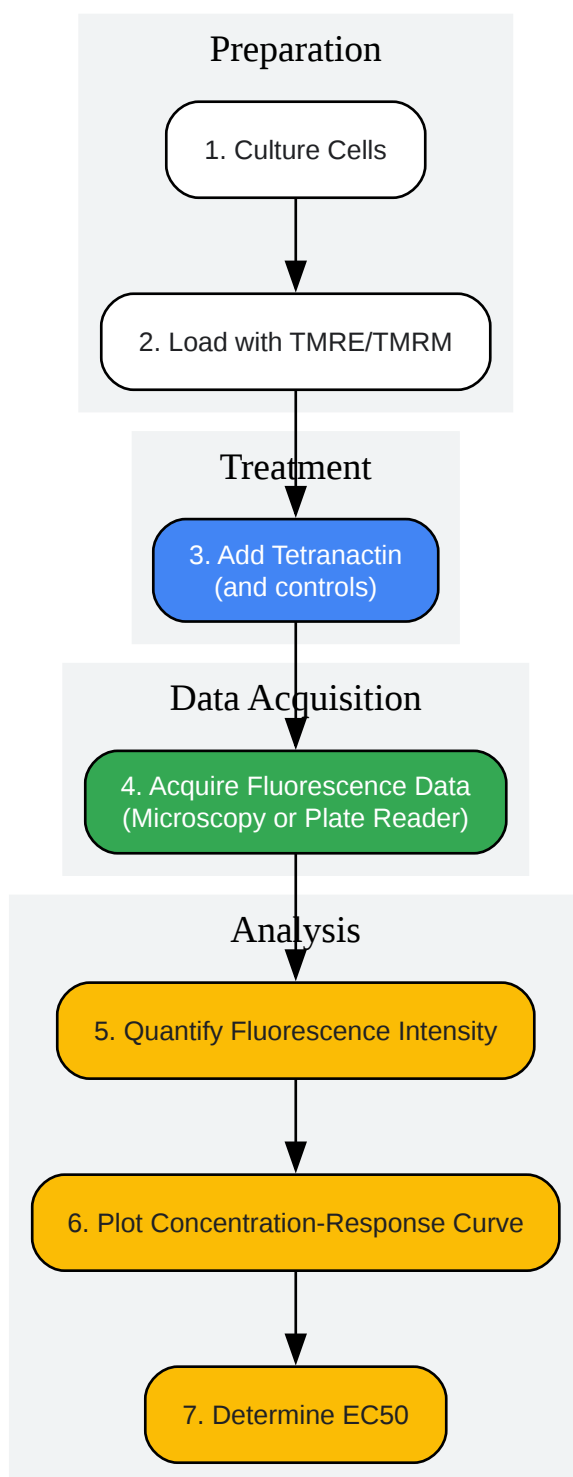 Preparation
1. Culture Cells
2. Load with TMRE/TMRM
Treatment
3. Add Tetranactin
(and controls)
Data Acquisition
4. Acquire Fluorescence Data
(Microscopy or Plate Reader)
Analysis
5. Quantify Fluorescence Intensity
6. Plot Concentration-Response Curve
7. Determine EC50